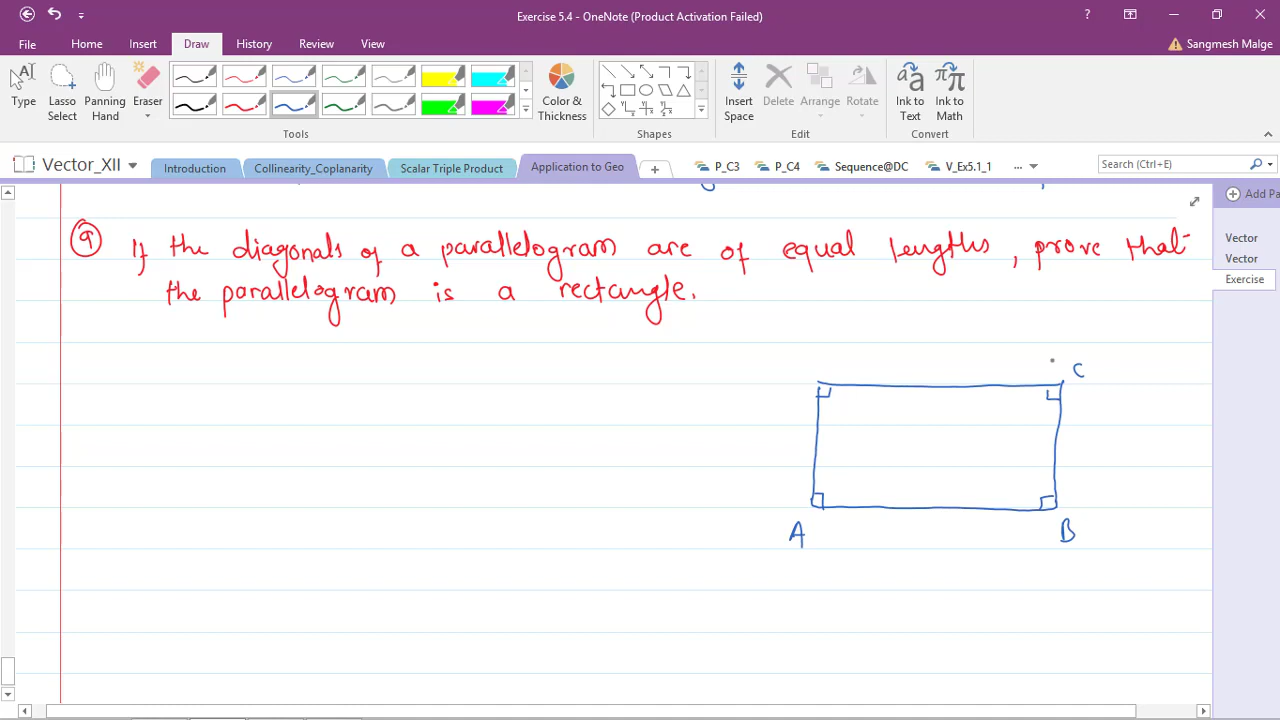 Exercise 5.4 - OneNote (Product Activation Failed)
?
File Home Insert Draw History Review View
Sangmesh Malge
Type
Lasso Select
Panning Hand
Eraser
Color & Thickness
Insert Space
Delete
Arrange
Rotate
Ink to Text
Ink to Math
Tools
Shapes
Edit
Convert
Vector_XII
Introduction
Collinearity_Coplanarity
Scalar Triple Product
Application to Geo
P_C3
P_C4
Sequence@DC
V_Ex5.1_1
...
Search (Ctrl+E)
Add Pa
Vector
Vector
Exercise
9 If the diagonals of a parallelogram are of equal lengths, prove that
the parallelogram is a rectangle.
C
A B